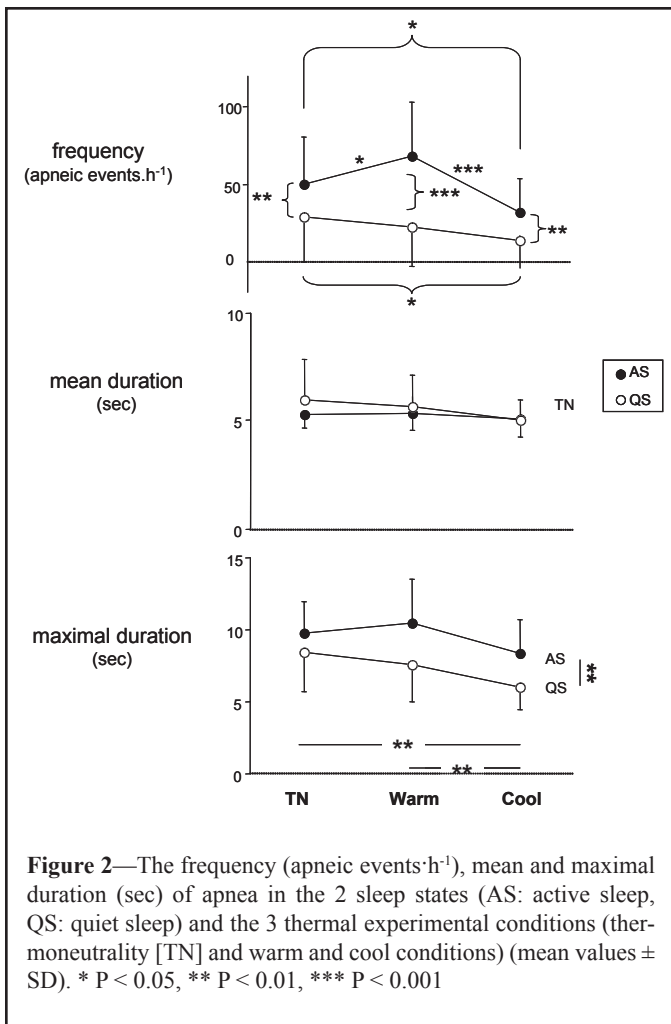 *
100
frequency
(apneic events.h⁻¹)
*
***
**
50
***
**
0
*
10
mean duration
(sec)
5
TN
AS
QS
0
15
maximal duration
(sec)
10
AS
**
QS
5
**
**
0
TN Warm Cool
Figure 2—The frequency (apneic events·h⁻¹), mean and maximal
duration (sec) of apnea in the 2 sleep states (AS: active sleep,
QS: quiet sleep) and the 3 thermal experimental conditions (ther-
moneutrality [TN] and warm and cool conditions) (mean values ±
SD). * P < 0.05, ** P < 0.01, *** P < 0.001